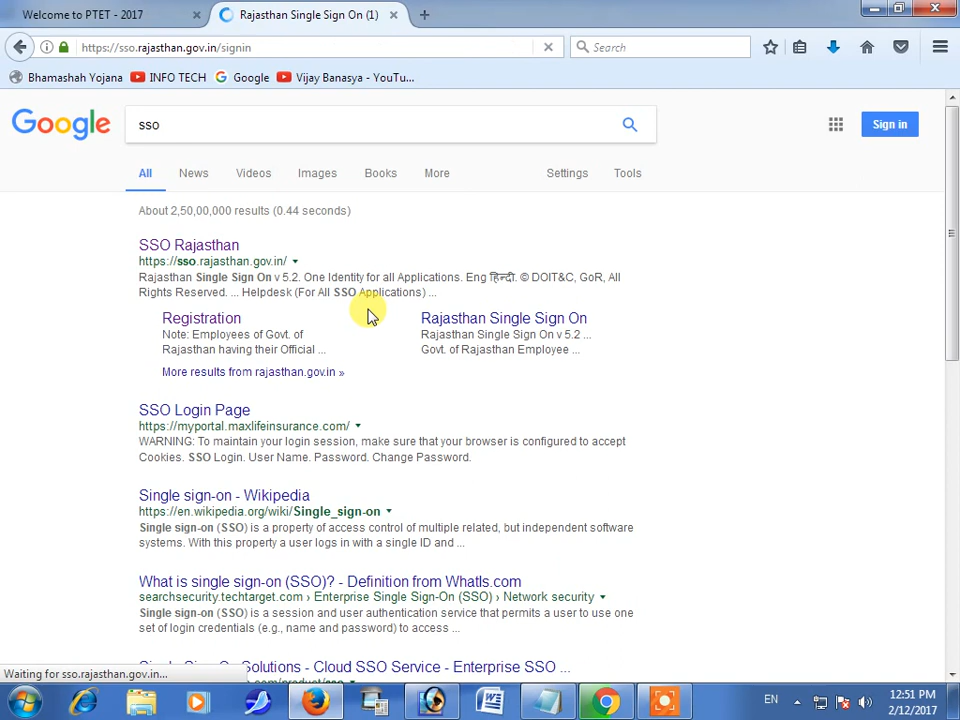 Welcome to PTET - 2017
Rajasthan Single Sign On (1)
https://sso.rajasthan.gov.in/signin
Search
Bhamashah Yojana
INFO TECH
Google
Vijay Banasya - YouTu...
Google
sso
Sign in
All
News
Videos
Images
Books
More
Settings
Tools
About 2,50,00,000 results (0.44 seconds)
SSO Rajasthan
https://sso.rajasthan.gov.in/
Rajasthan Single Sign On v 5.2. One Identity for all Applications. Eng हिन्दी. © DOIT&C, GoR, All
Rights Reserved. ... Helpdesk (For All SSO Applications) ...
Registration
Note: Employees of Govt. of
Rajasthan having their Official ...
Rajasthan Single Sign On
Rajasthan Single Sign On v 5.2 ...
Govt. of Rajasthan Employee ...
More results from rajasthan.gov.in »
SSO Login Page
https://myportal.maxlifeinsurance.com/
WARNING: To maintain your login session, make sure that your browser is configured to accept
Cookies. SSO Login. User Name. Password. Change Password.
Single sign-on - Wikipedia
https://en.wikipedia.org/wiki/Single_sign-on
Single sign-on (SSO) is a property of access control of multiple related, but independent software
systems. With this property a user logs in with a single ID and ...
What is single sign-on (SSO)? - Definition from WhatIs.com
searchsecurity.techtarget.com › Enterprise Single Sign-On (SSO) › Network security
Single sign-on (SSO) is a session and user authentication service that permits a user to use one
set of login credentials (e.g., name and password) to access ...
Single Sign On Solutions - Cloud SSO Service - Enterprise SSO ...
Waiting for sso.rajasthan.gov.in...
EN
12:51 PM
2/12/2017